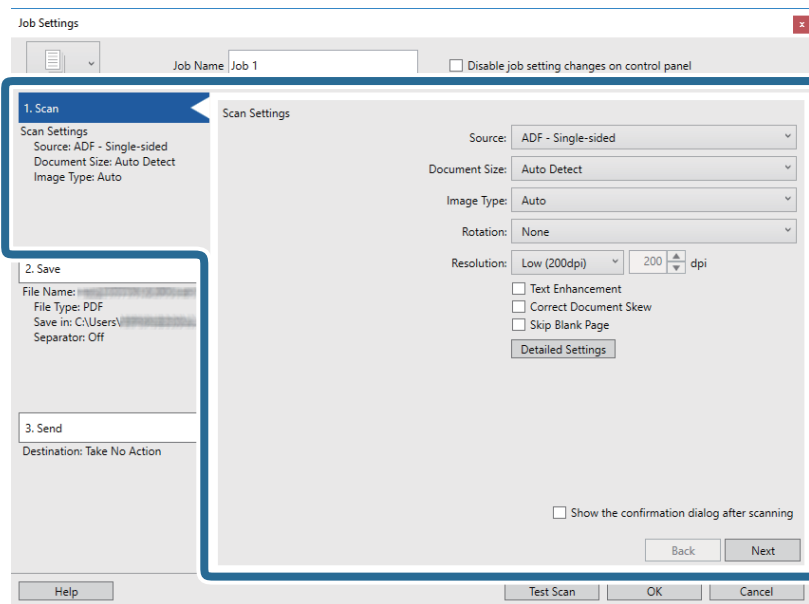 Job Settings
x
Job Name Job 1 Disable job setting changes on control panel
1. Scan
Scan Settings
Source: ADF - Single-sided
Document Size: Auto Detect
Image Type: Auto
2. Save
File Name:
File Type: PDF
Save in: C:\Users\
Separator: Off
3. Send
Destination: Take No Action
Scan Settings
Source: ADF - Single-sided
Document Size: Auto Detect
Image Type: Auto
Rotation: None
Resolution: Low (200dpi) 200 dpi
Text Enhancement
Correct Document Skew
Skip Blank Page
Detailed Settings
Show the confirmation dialog after scanning
Back Next
Help Test Scan OK Cancel